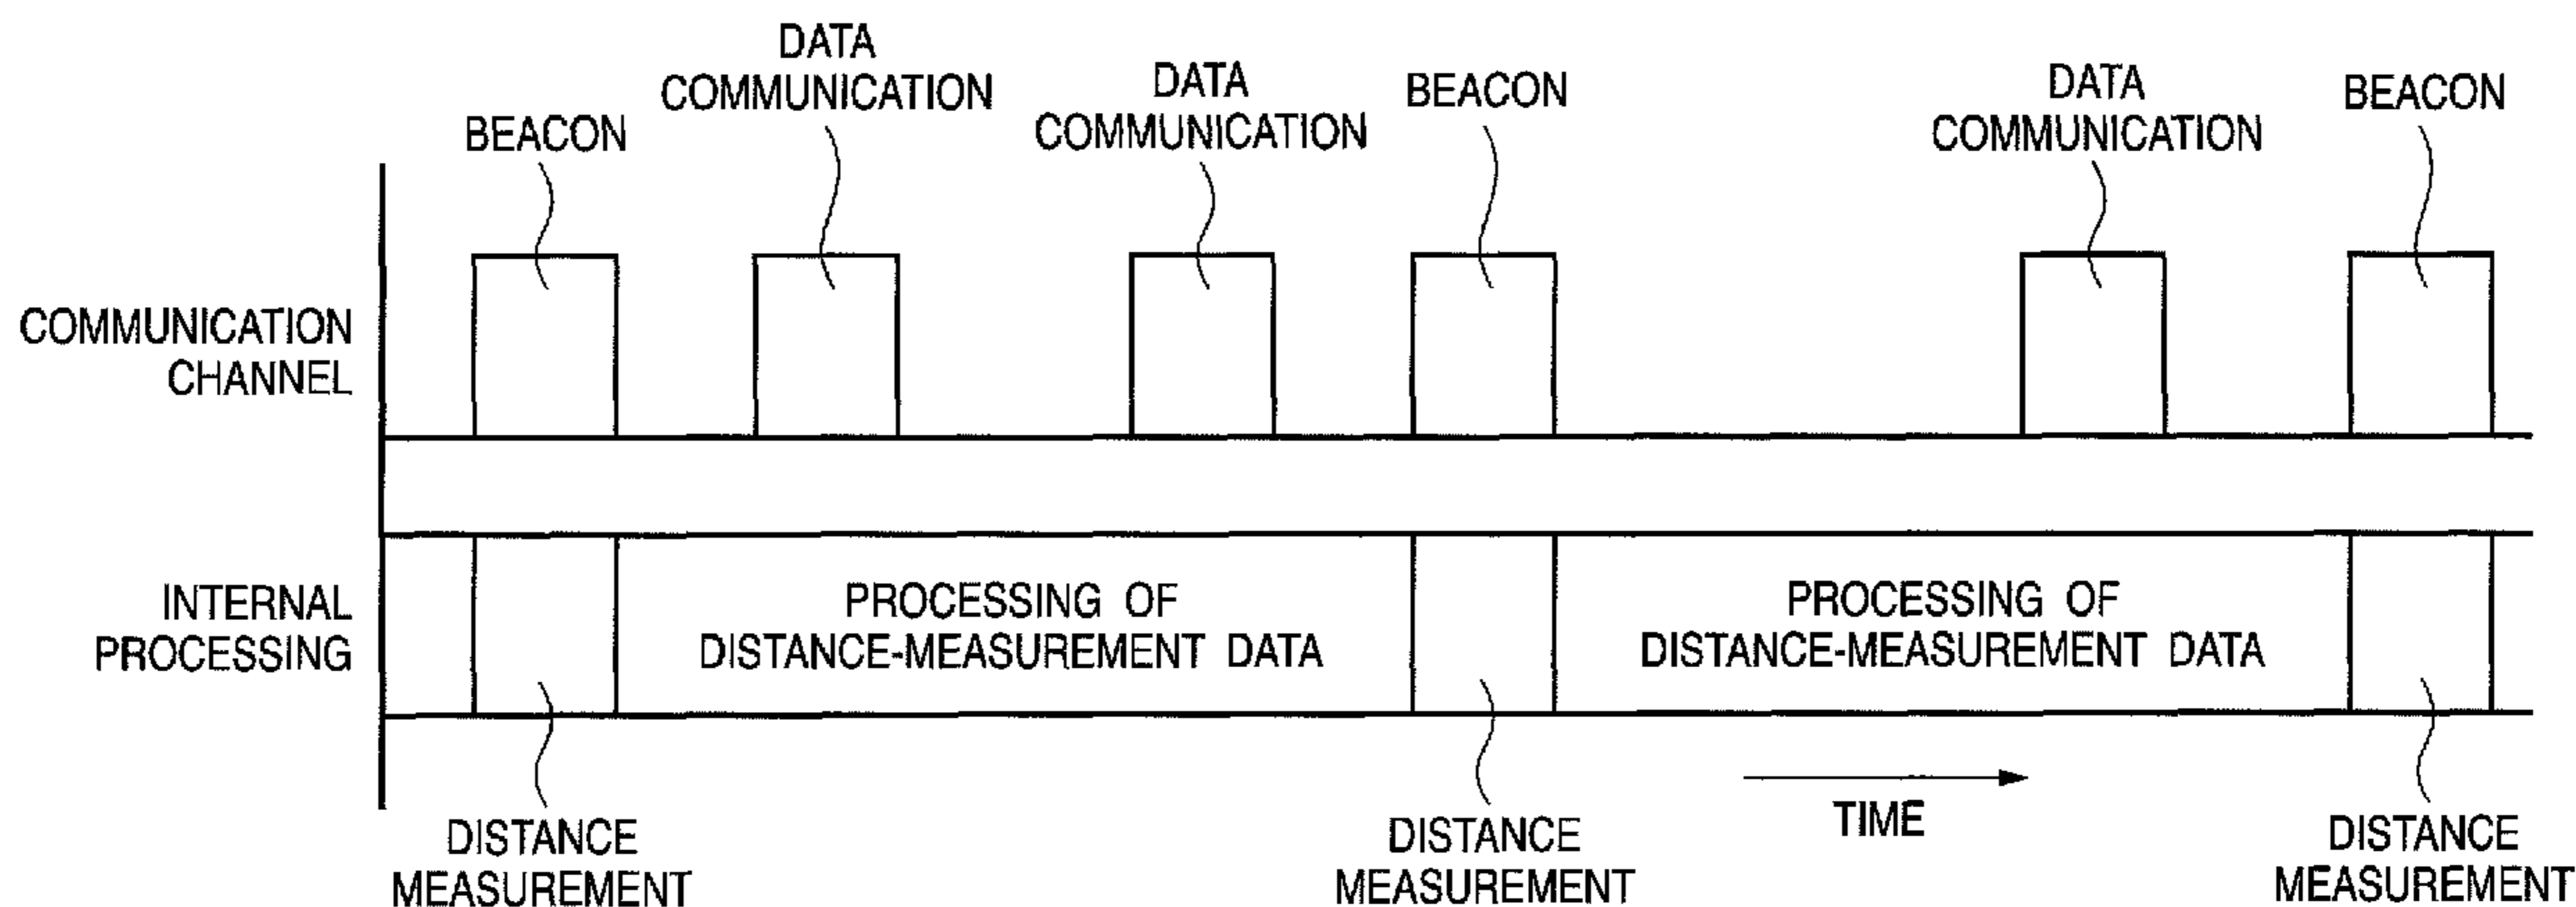 DATA
COMMUNICATION
BEACON
DATA
COMMUNICATION
BEACON
DATA
COMMUNICATION
BEACON
COMMUNICATION
CHANNEL
INTERNAL
PROCESSING
PROCESSING OF
DISTANCE-MEASUREMENT DATA
PROCESSING OF
DISTANCE-MEASUREMENT DATA
TIME
DISTANCE
MEASUREMENT
DISTANCE
MEASUREMENT
DISTANCE
MEASUREMENT